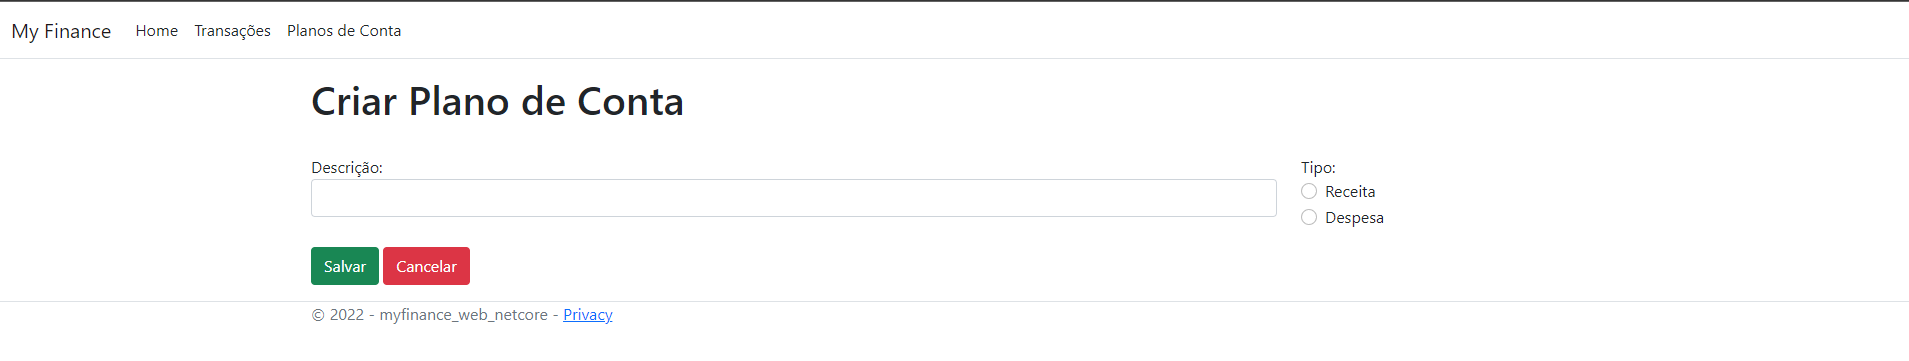 My Finance Home Transações Planos de Conta
Criar Plano de Conta
Descrição:
Tipo:
Receita
Despesa
Salvar Cancelar
© 2022 - myfinance_web_netcore - Privacy